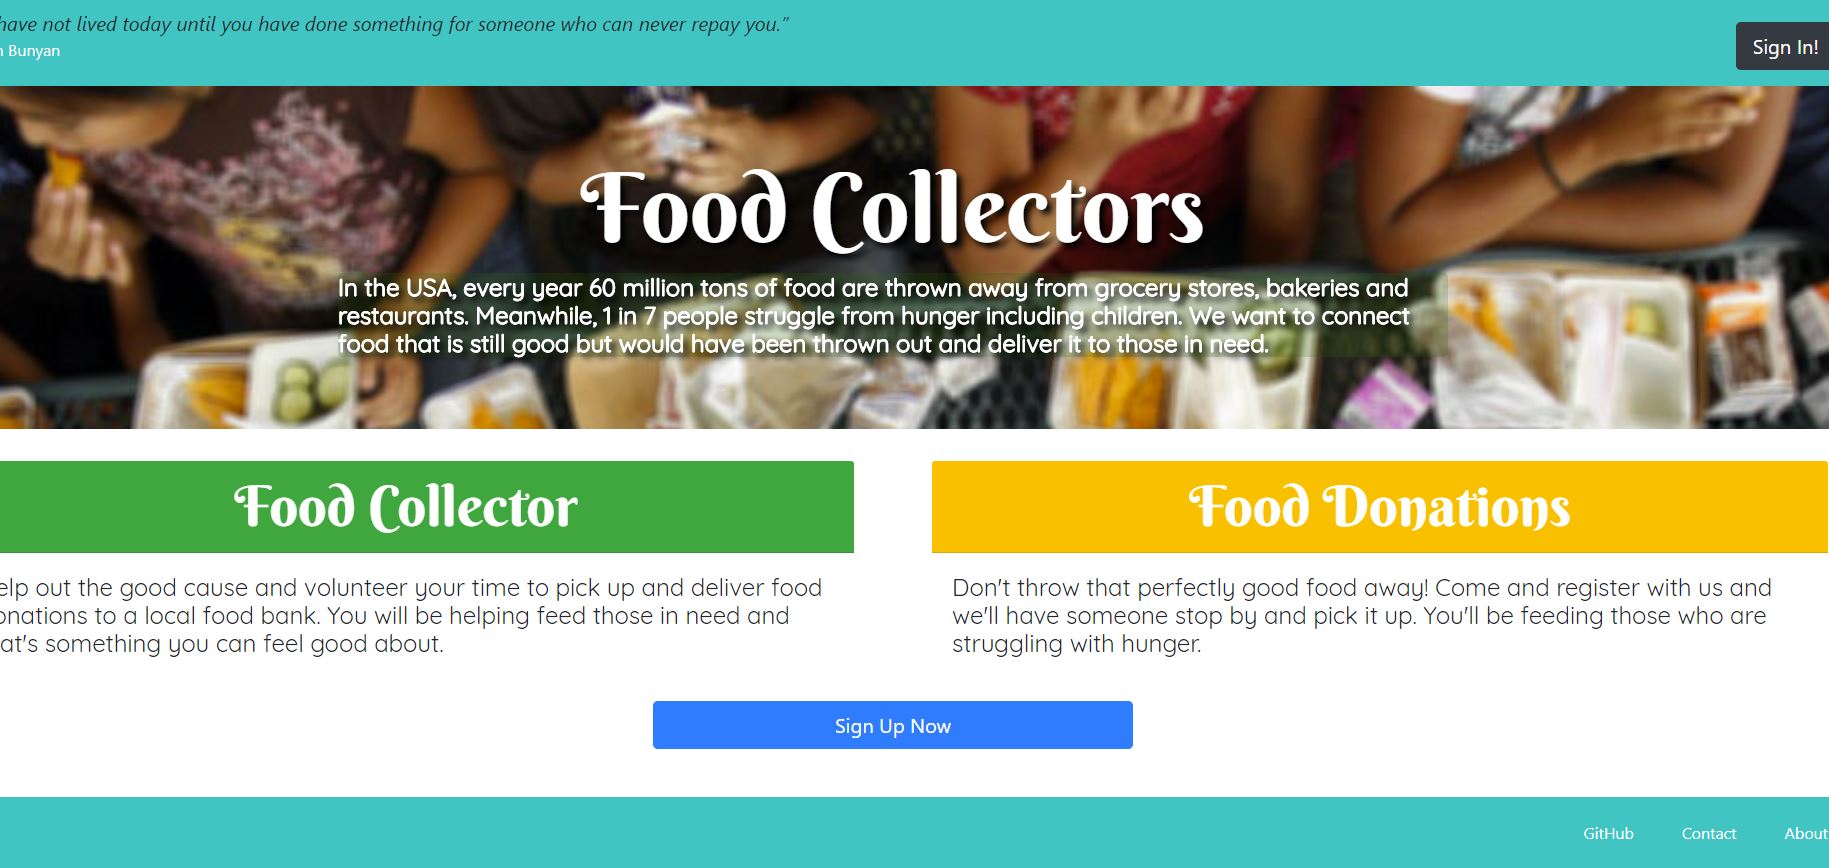 have not lived today until you have done something for someone who can never repay you.”
n Bunyan
Sign In!
Food Collectors
In the USA, every year 60 million tons of food are thrown away from grocery stores, bakeries and
restaurants. Meanwhile, 1 in 7 people struggle from hunger including children. We want to connect
food that is still good but would have been thrown out and deliver it to those in need.
Food Collector
elp out the good cause and volunteer your time to pick up and deliver food
onations to a local food bank. You will be helping feed those in need and
at's something you can feel good about.
Food Donations
Don't throw that perfectly good food away! Come and register with us and
we'll have someone stop by and pick it up. You'll be feeding those who are
struggling with hunger.
Sign Up Now
GitHub
Contact
About